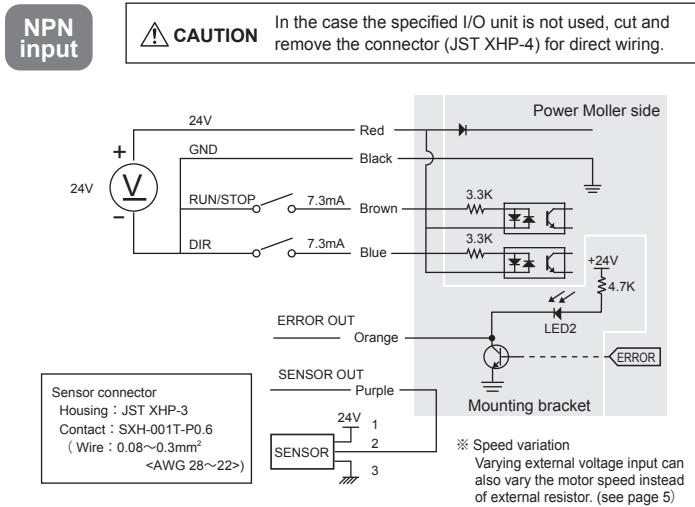 NPN
input
CAUTION
In the case the specified I/O unit is not used, cut and
remove the connector (JST XHP-4) for direct wiring.
Power Moller side
24V
Red
GND
Black
24V
+
V
−
RUN/STOP
7.3mA
Brown
3.3K
DIR
7.3mA
Blue
3.3K
+24V
4.7K
LED2
ERROR OUT
Orange
ERROR
SENSOR OUT
Purple
Mounting bracket
Sensor connector
Housing：JST XHP-3
Contact：SXH-001T-P0.6
（ Wire：0.08～0.3mm²
<AWG 28～22>)
24V
1
SENSOR
2
3
※ Speed variation
Varying external voltage input can
also vary the motor speed instead
of external resistor. (see page 5)